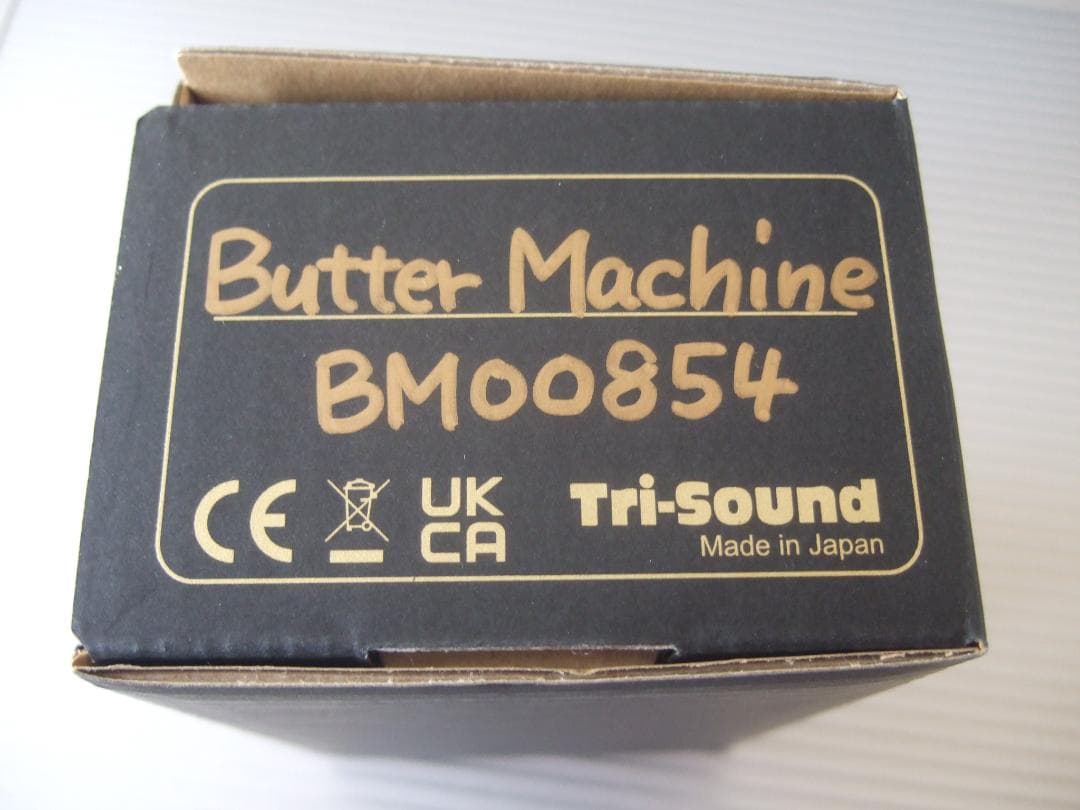 Butter Machine
BM00854
CE UK CA Tri-Sound
Made in Japan